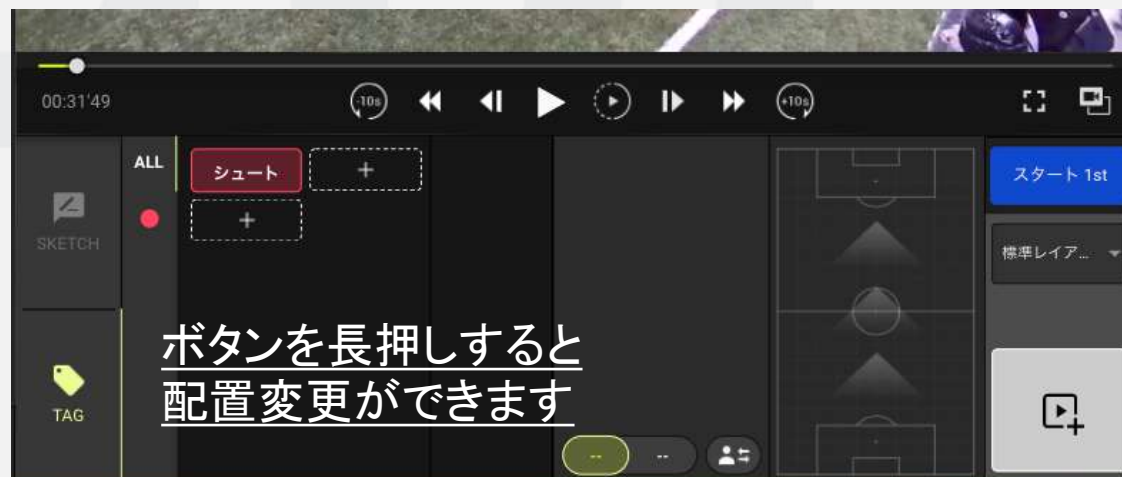 00:31'49
-10s
+10s
ALL
シュート
+
スタート 1st
+
SKETCH
標準レイア...
ボタンを長押しすると
配置変更ができます
TAG
--
--